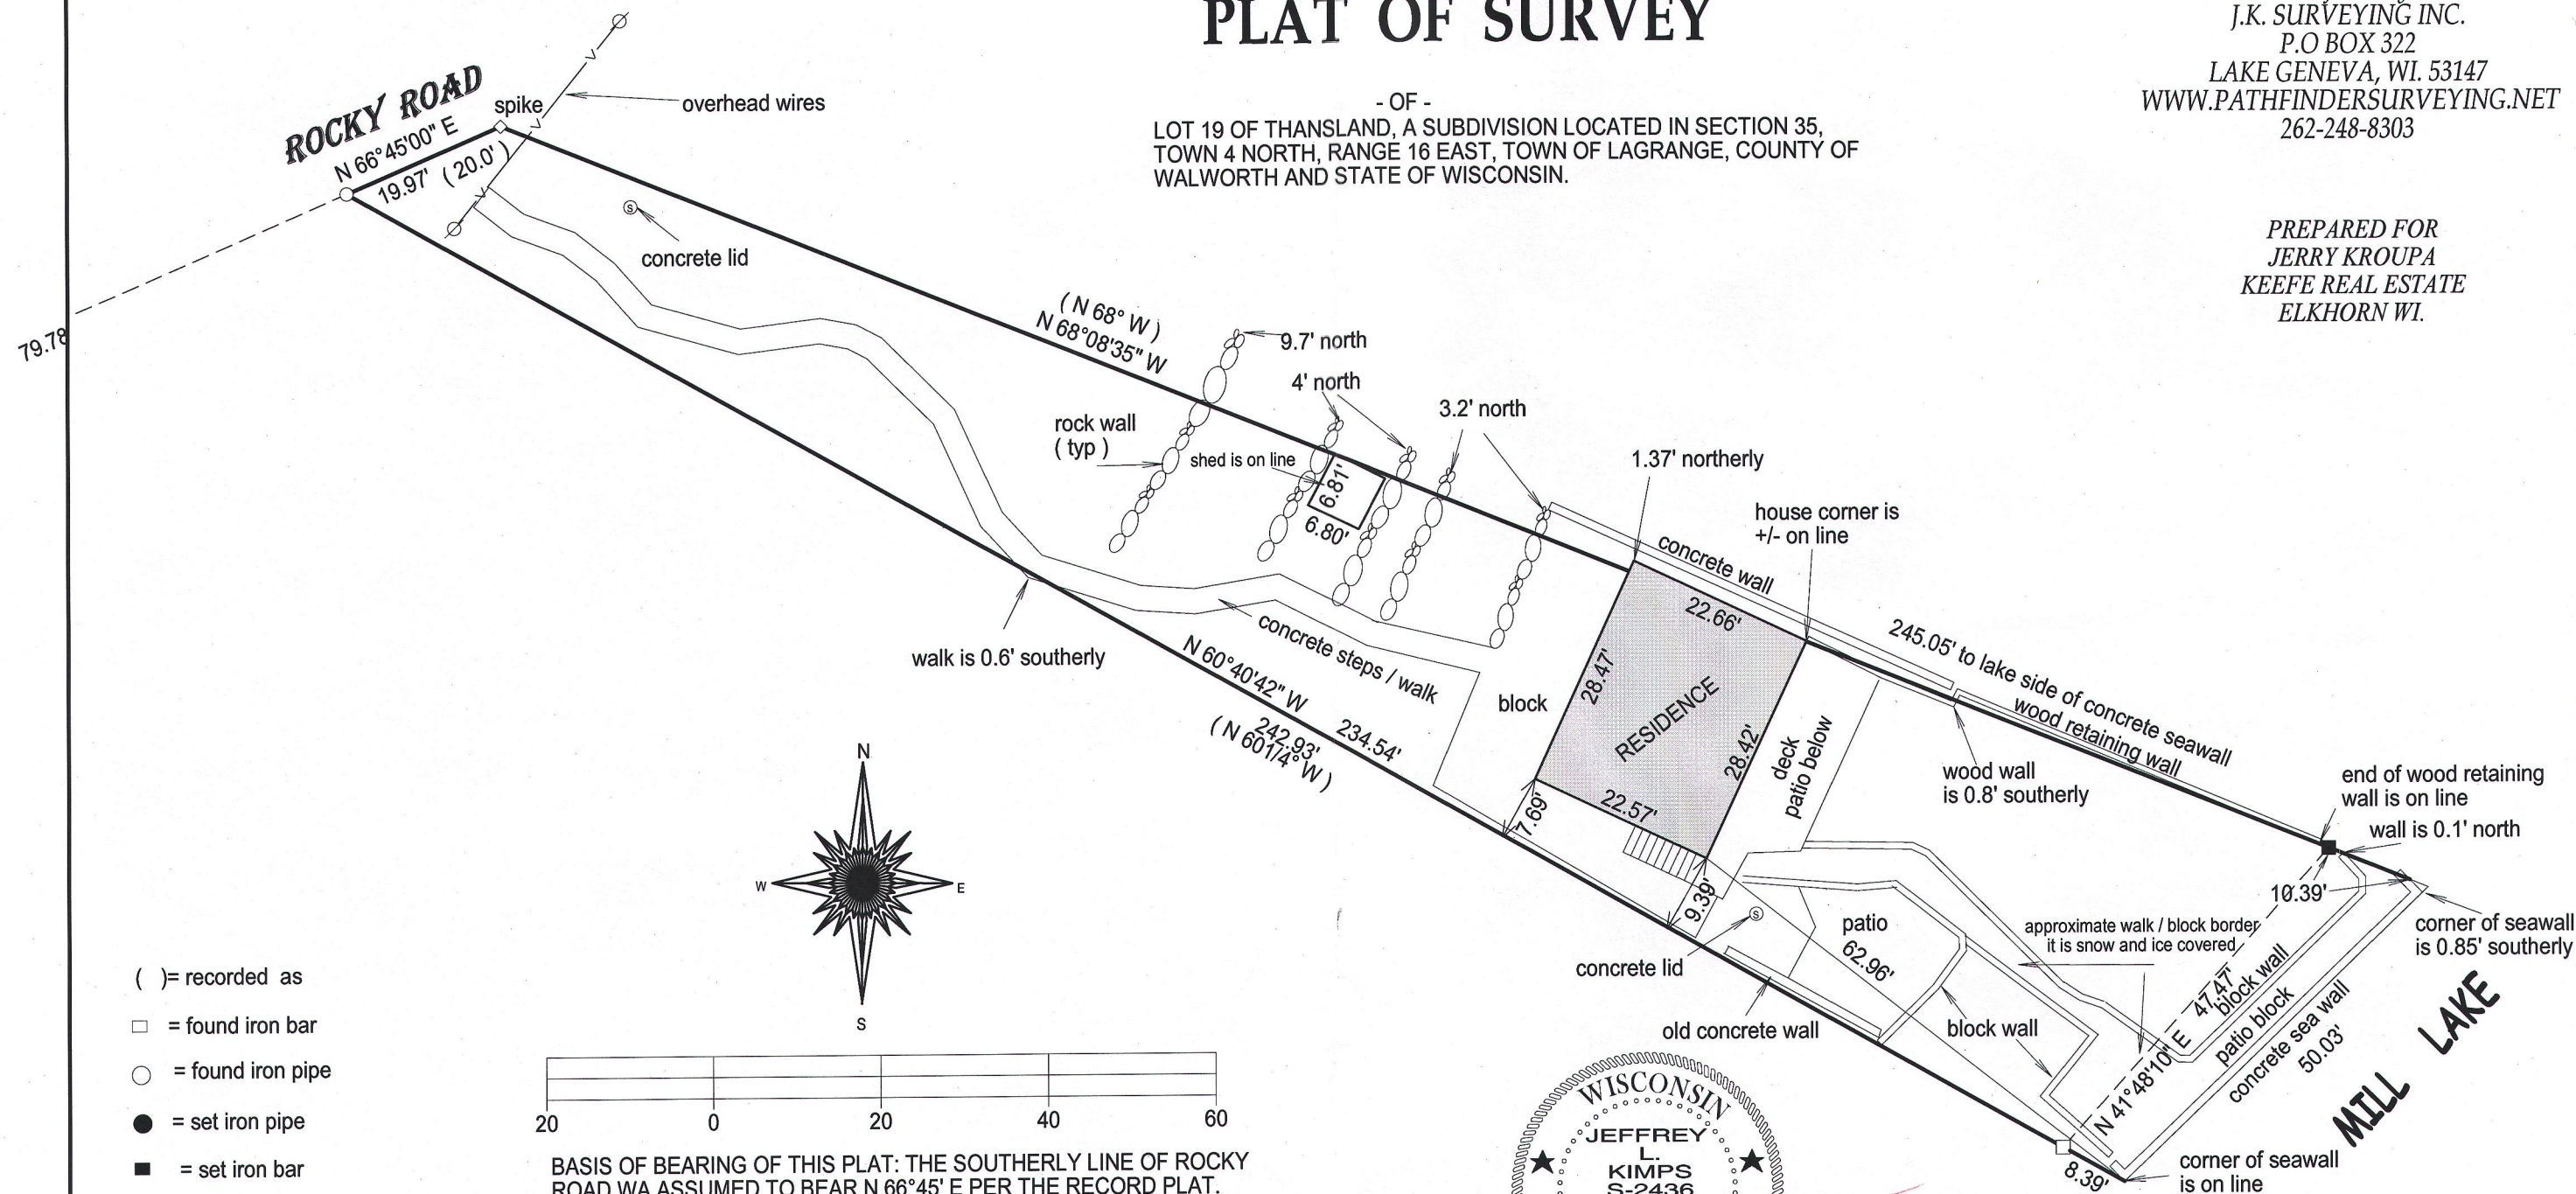 PLAT OF SURVEY
- OF -
LOT 19 OF THANSLAND, A SUBDIVISION LOCATED IN SECTION 35,
TOWN 4 NORTH, RANGE 16 EAST, TOWN OF LAGRANGE, COUNTY OF
WALWORTH AND STATE OF WISCONSIN.
J.K. SURVEYING INC.
P.O BOX 322
LAKE GENEVA, WI. 53147
WWW.PATHFINDERSURVEYING.NET
262-248-8303
PREPARED FOR
JERRY KROUPA
KEEFE REAL ESTATE
ELKHORN WI.
ROCKY ROAD
spike
overhead wires
N 66°45'00" E
19.97' ( 20.0' )
S
concrete lid
79.78
( N 68° W )
N 68°08'35" W
9.7' north
4' north
3.2' north
rock wall
( typ )
shed is on line
6.81'
6.80'
1.37' northerly
house corner is
+/- on line
concrete wall
22.66'
28.47'
RESIDENCE
28.42'
22.57'
block
deck
patio below
245.05' to lake side of concrete seawall
wood retaining wall
wood wall
is 0.8' southerly
end of wood retaining
wall is on line
wall is 0.1' north
10.39'
corner of seawall
is 0.85' southerly
walk is 0.6' southerly
concrete steps / walk
N 60°40'42" W
242.93'
234.54'
( N 601/4° W )
7.69'
9.39'
S
concrete lid
patio
62.96'
approximate walk / block border
it is snow and ice covered
old concrete wall
block wall
N 41°48'10" E
47.47'
block wall
patio block
concrete sea wall
50.03'
MILL LAKE
8.39'
corner of seawall
is on line
N
W
E
S
( )= recorded as
= found iron bar
= found iron pipe
= set iron pipe
= set iron bar
20 0 20 40 60
BASIS OF BEARING OF THIS PLAT: THE SOUTHERLY LINE OF ROCKY
ROAD WA ASSUMED TO BEAR N 66°45' E PER THE RECORD PLAT.
WISCONSIN
JEFFREY
L.
KIMPS
S-2436